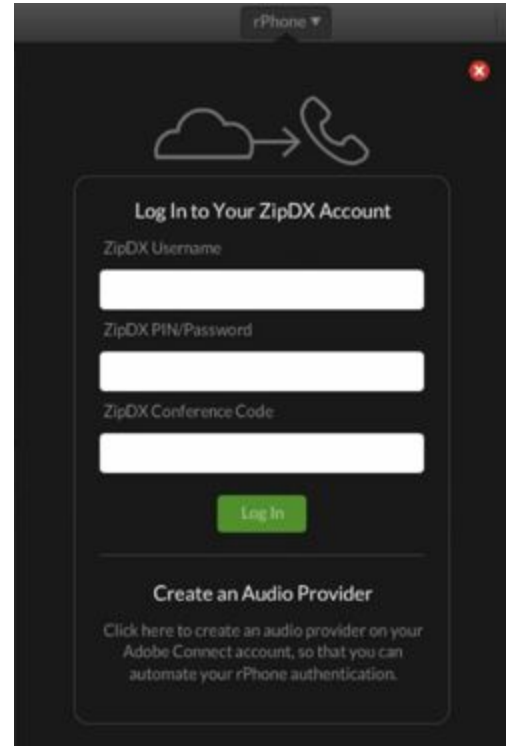 rPhone ▼
Log In to Your ZipDX Account
ZipDX Username
ZipDX PIN/Password
ZipDX Conference Code
Log In
Create an Audio Provider
Click here to create an audio provider on your
Adobe Connect account, so that you can
automate your rPhone authentication.